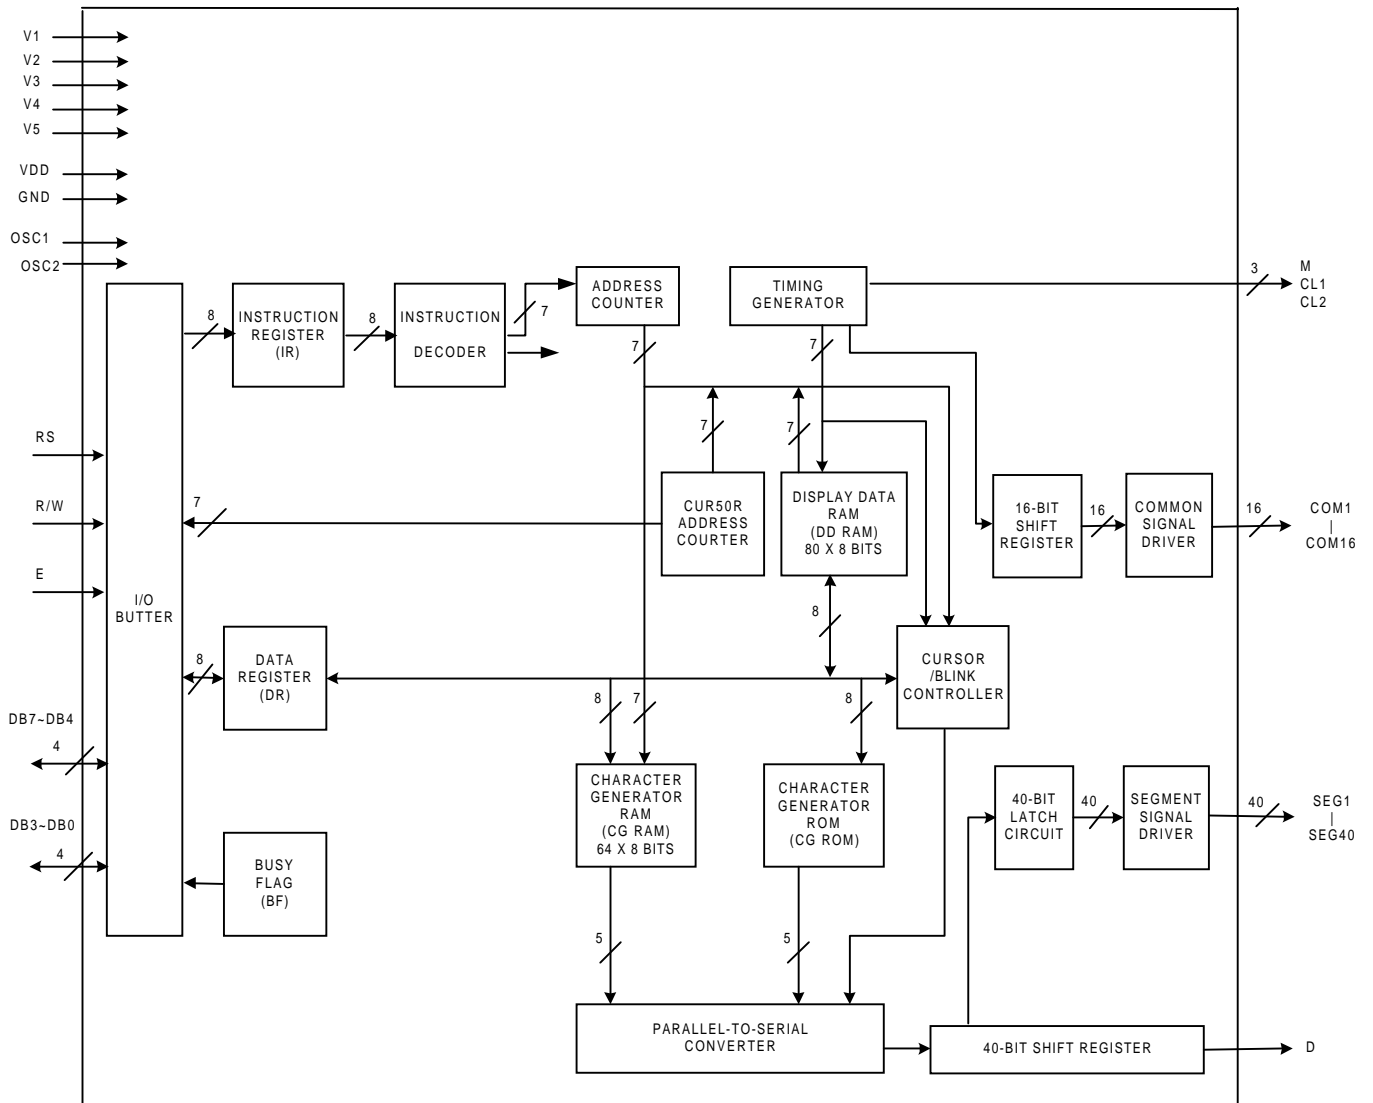 V1
V2
V3
V4
V5
VDD
GND
OSC1
OSC2
ADDRESS
COUNTER
TIMING
GENERATOR
3
M
CL1
CL2
8
INSTRUCTION
REGISTER
(IR)
8
INSTRUCTION
DECODER
7
7
7
RS
7
7
R/W
7
CUR50R
ADDRESS
COURTER
DISPLAY DATA
RAM
(DD RAM)
80 X 8 BITS
16-BIT
SHIFT
REGISTER
16
COMMON
SIGNAL
DRIVER
16
COM1
|
COM16
E
I/O
BUTTER
8
8
DATA
REGISTER
(DR)
CURSOR
/BLINK
CONTROLLER
8
7
8
DB7~DB4
4
CHARACTER
GENERATOR
RAM
(CG RAM)
64 X 8 BITS
CHARACTER
GENERATOR
ROM
(CG ROM)
40-BIT
LATCH
CIRCUIT
40
SEGMENT
SIGNAL
DRIVER
40
SEG1
|
SEG40
DB3~DB0
4
BUSY
FLAG
(BF)
5
5
PARALLEL-TO-SERIAL
CONVERTER
40-BIT SHIFT REGISTER
D